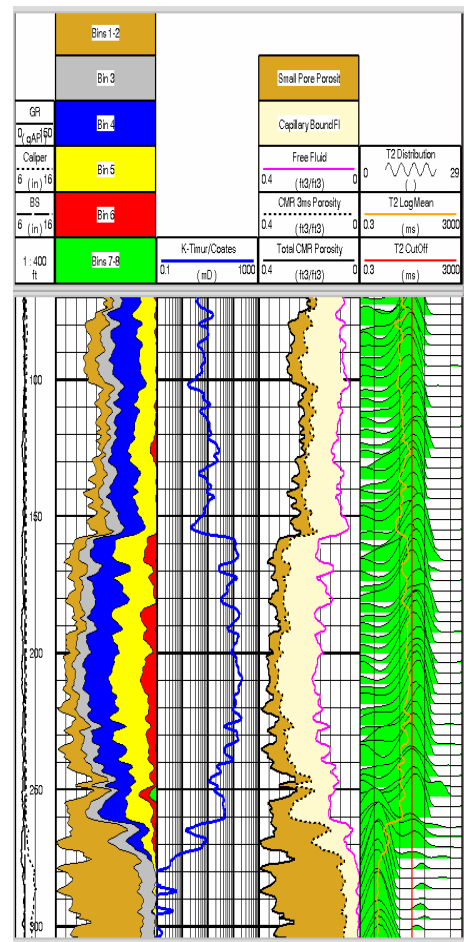 Bins 1-2
Bin 3
Small Pore Porosit
GR
0 (gAPI) 150
Bin 4
Capillary Bound Fl
Caliper
6 (in) 16
Bin 5
Free Fluid
0.4 (ft3/ft3) 0
T2 Distribution
0 ( ) 29
BS
6 (in) 16
Bin 6
CMR 3ms Porosity
0.4 (ft3/ft3) 0
T2 LogMean
0.3 (ms) 3000
1 : 400
ft
Bins 7-8
K-Timur/Coates
0.1 (mD) 1000
Total CMR Porosity
0.4 (ft3/ft3) 0
T2 CutOff
0.3 (ms) 3000
100
150
200
250
300